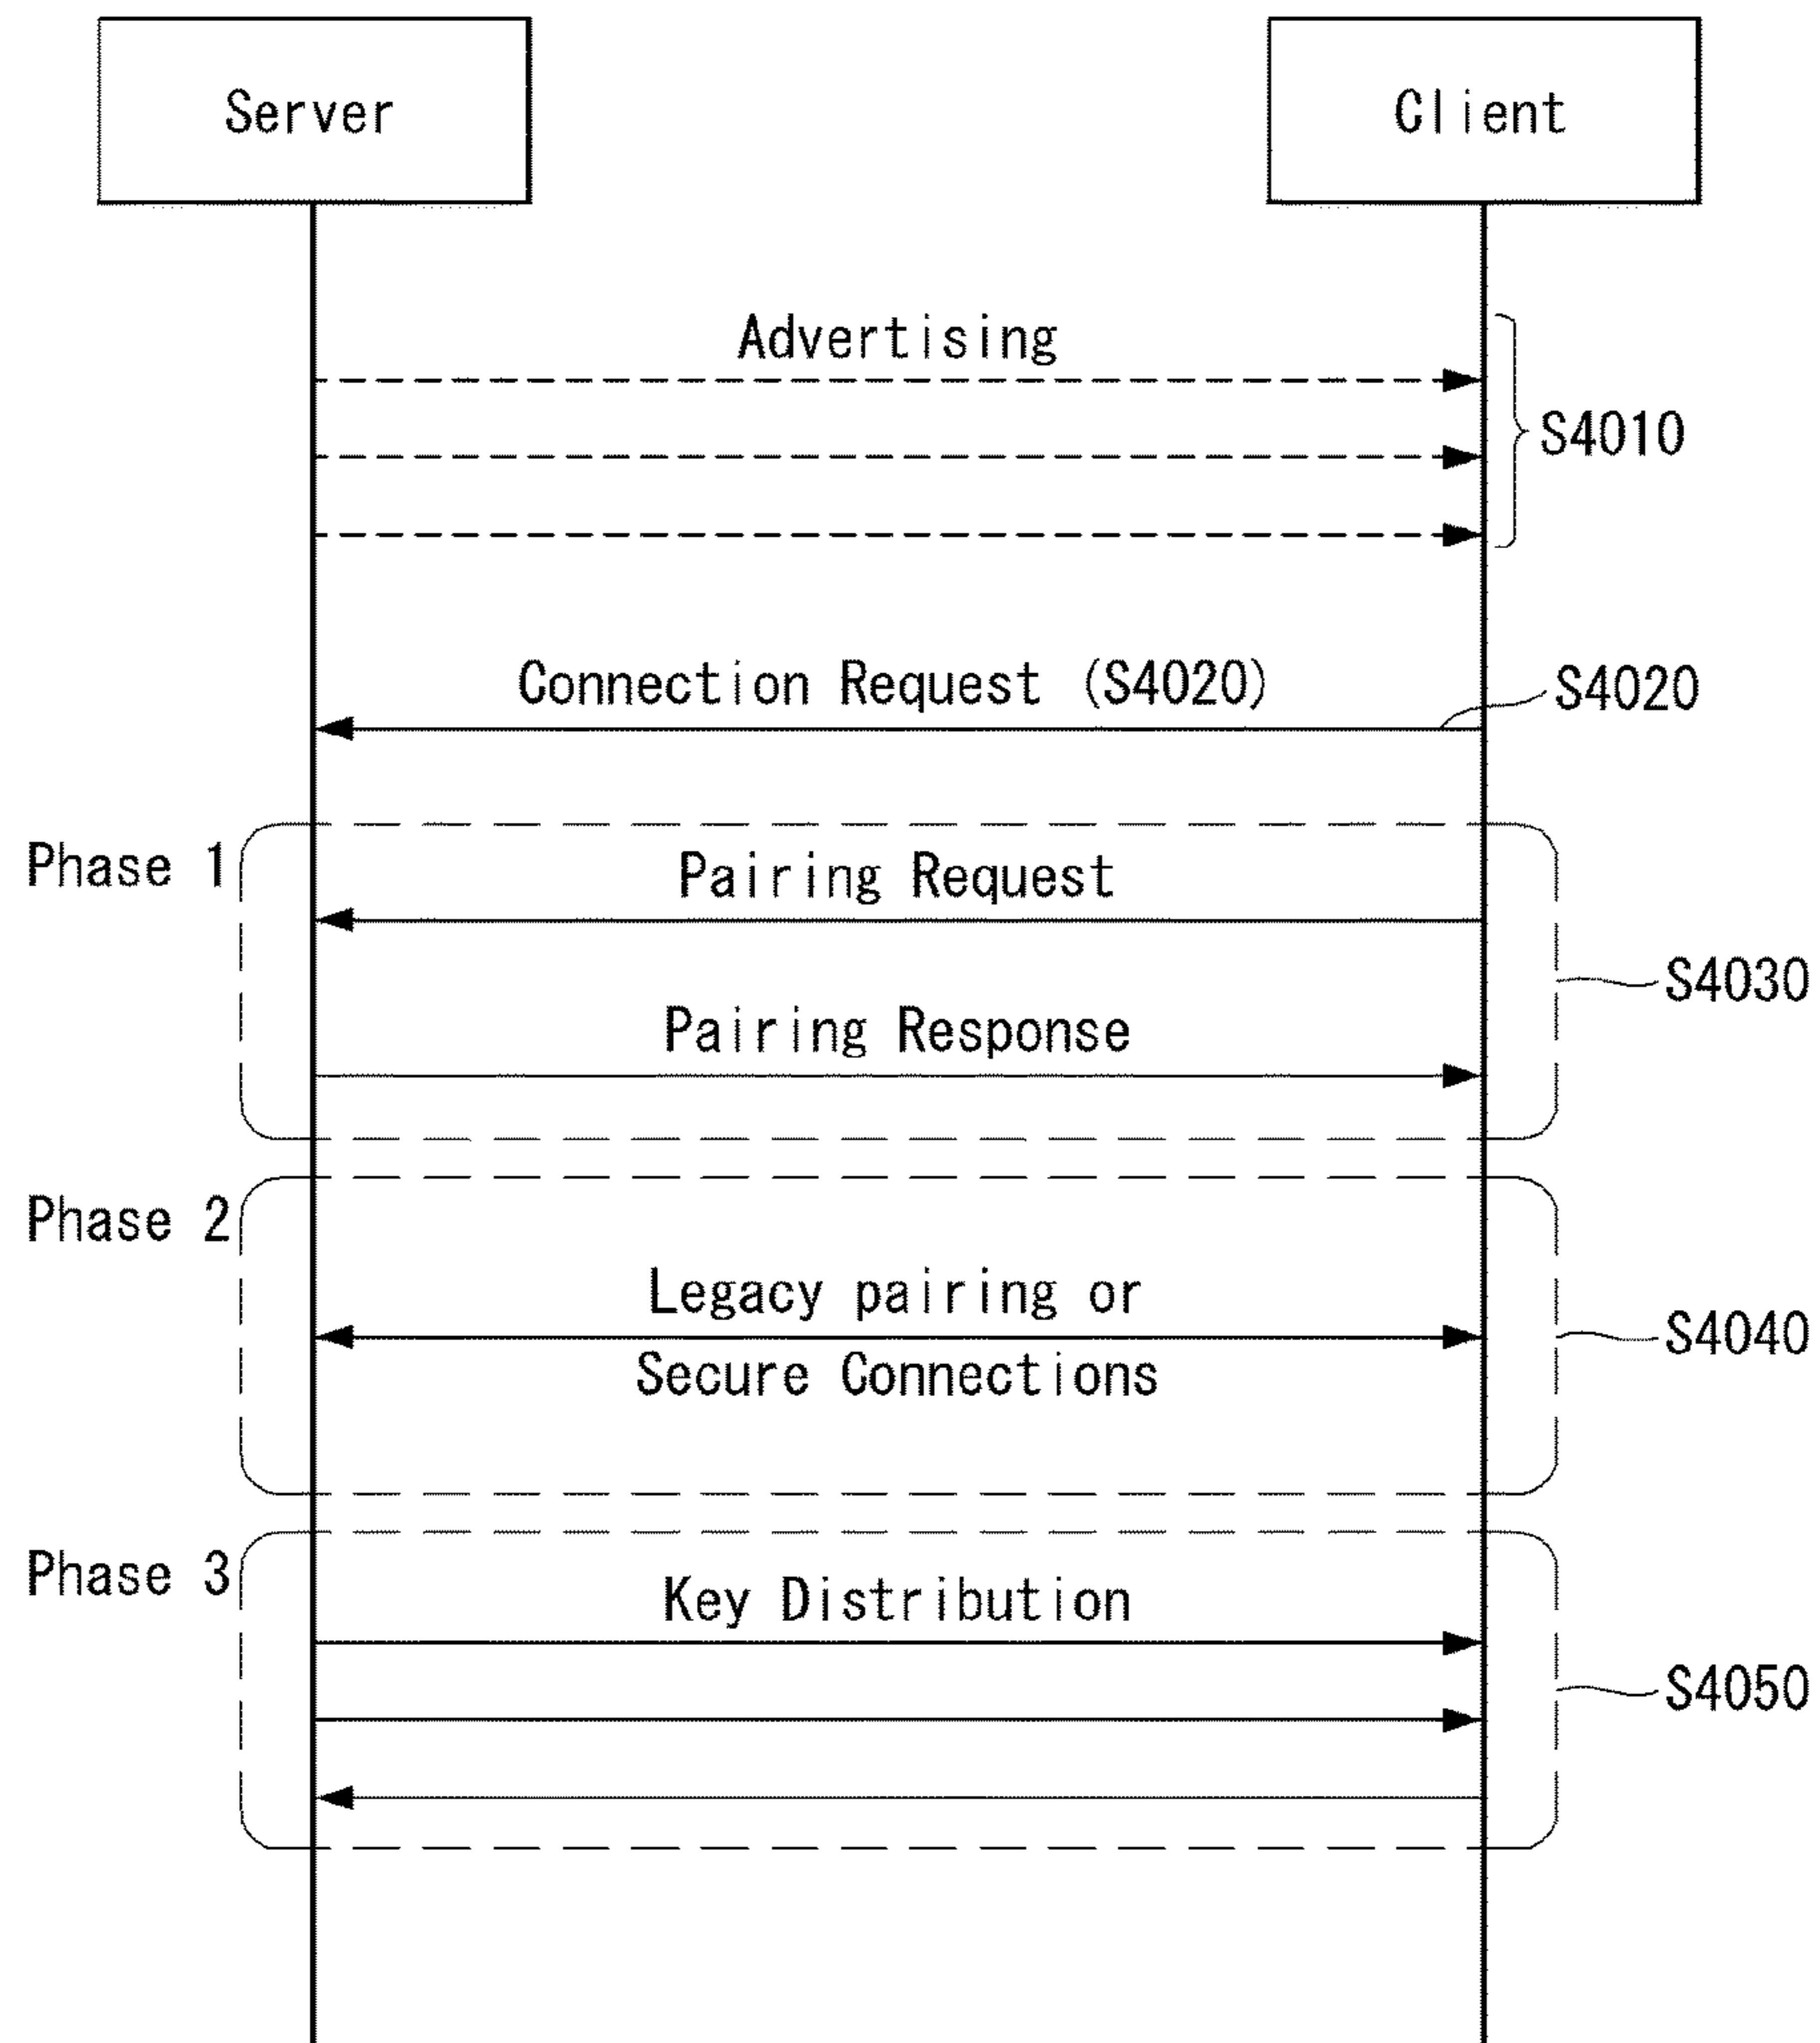 Server
Client
Advertising
S4010
Connection Request (S4020)
S4020
Phase 1
Pairing Request
S4030
Pairing Response
Phase 2
Legacy pairing or
S4040
Secure Connections
Phase 3
Key Distribution
S4050